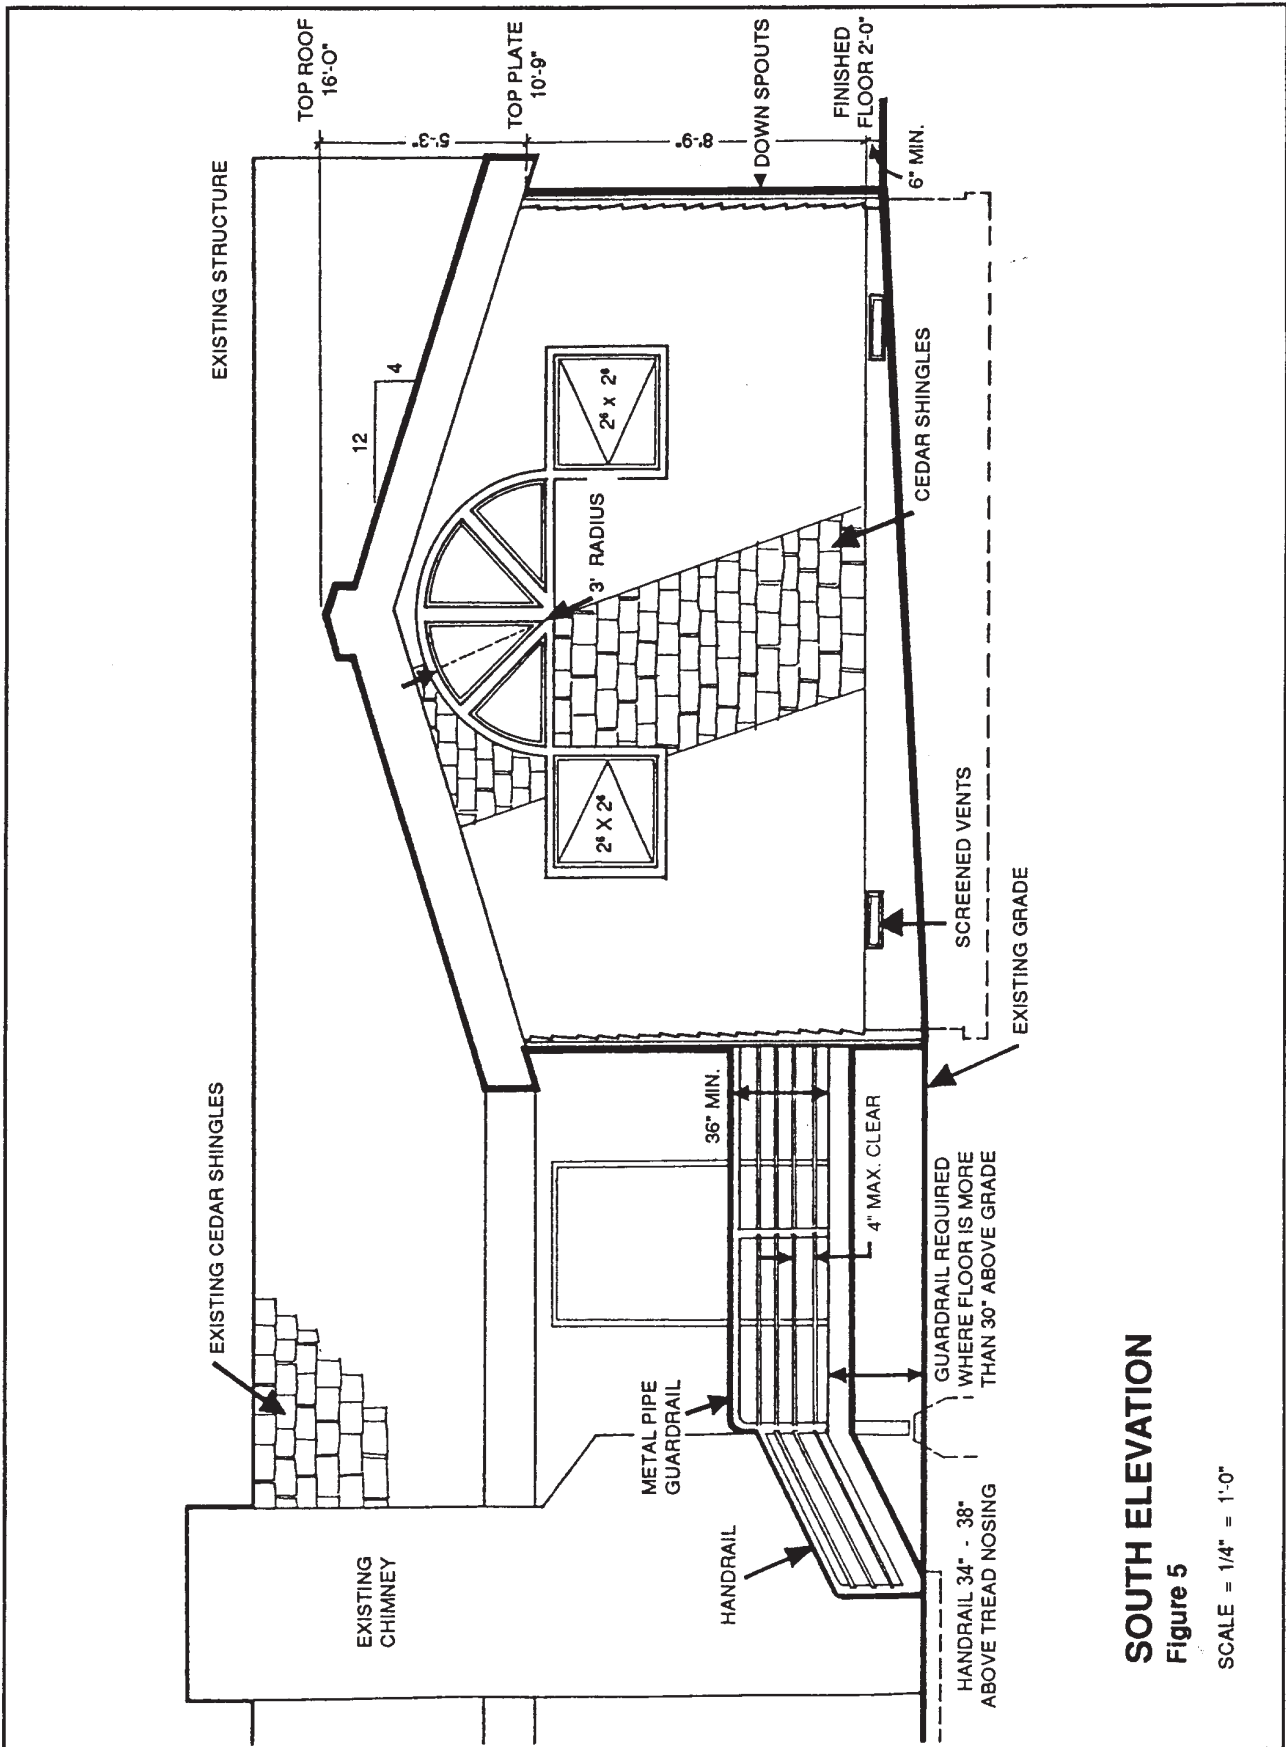 TOP ROOF
16'-0"
EXISTING STRUCTURE
5'-3"
TOP PLATE
10'-9"
12
4
EXISTING CEDAR SHINGLES
EXISTING
CHIMNEY
2⁶ X 2⁶
2⁶ X 2⁶
3' RADIUS
8'-9"
DOWN SPOUTS
FINISHED
FLOOR 2'-0"
6" MIN.
METAL PIPE
GUARDRAIL
36" MIN.
HANDRAIL
4" MAX. CLEAR
CEDAR SHINGLES
SCREENED VENTS
EXISTING GRADE
GUARDRAIL REQUIRED
WHERE FLOOR IS MORE
THAN 30" ABOVE GRADE
HANDRAIL 34" - 38"
ABOVE TREAD NOSING
SOUTH ELEVATION
Figure 5
SCALE = 1/4" = 1'-0"